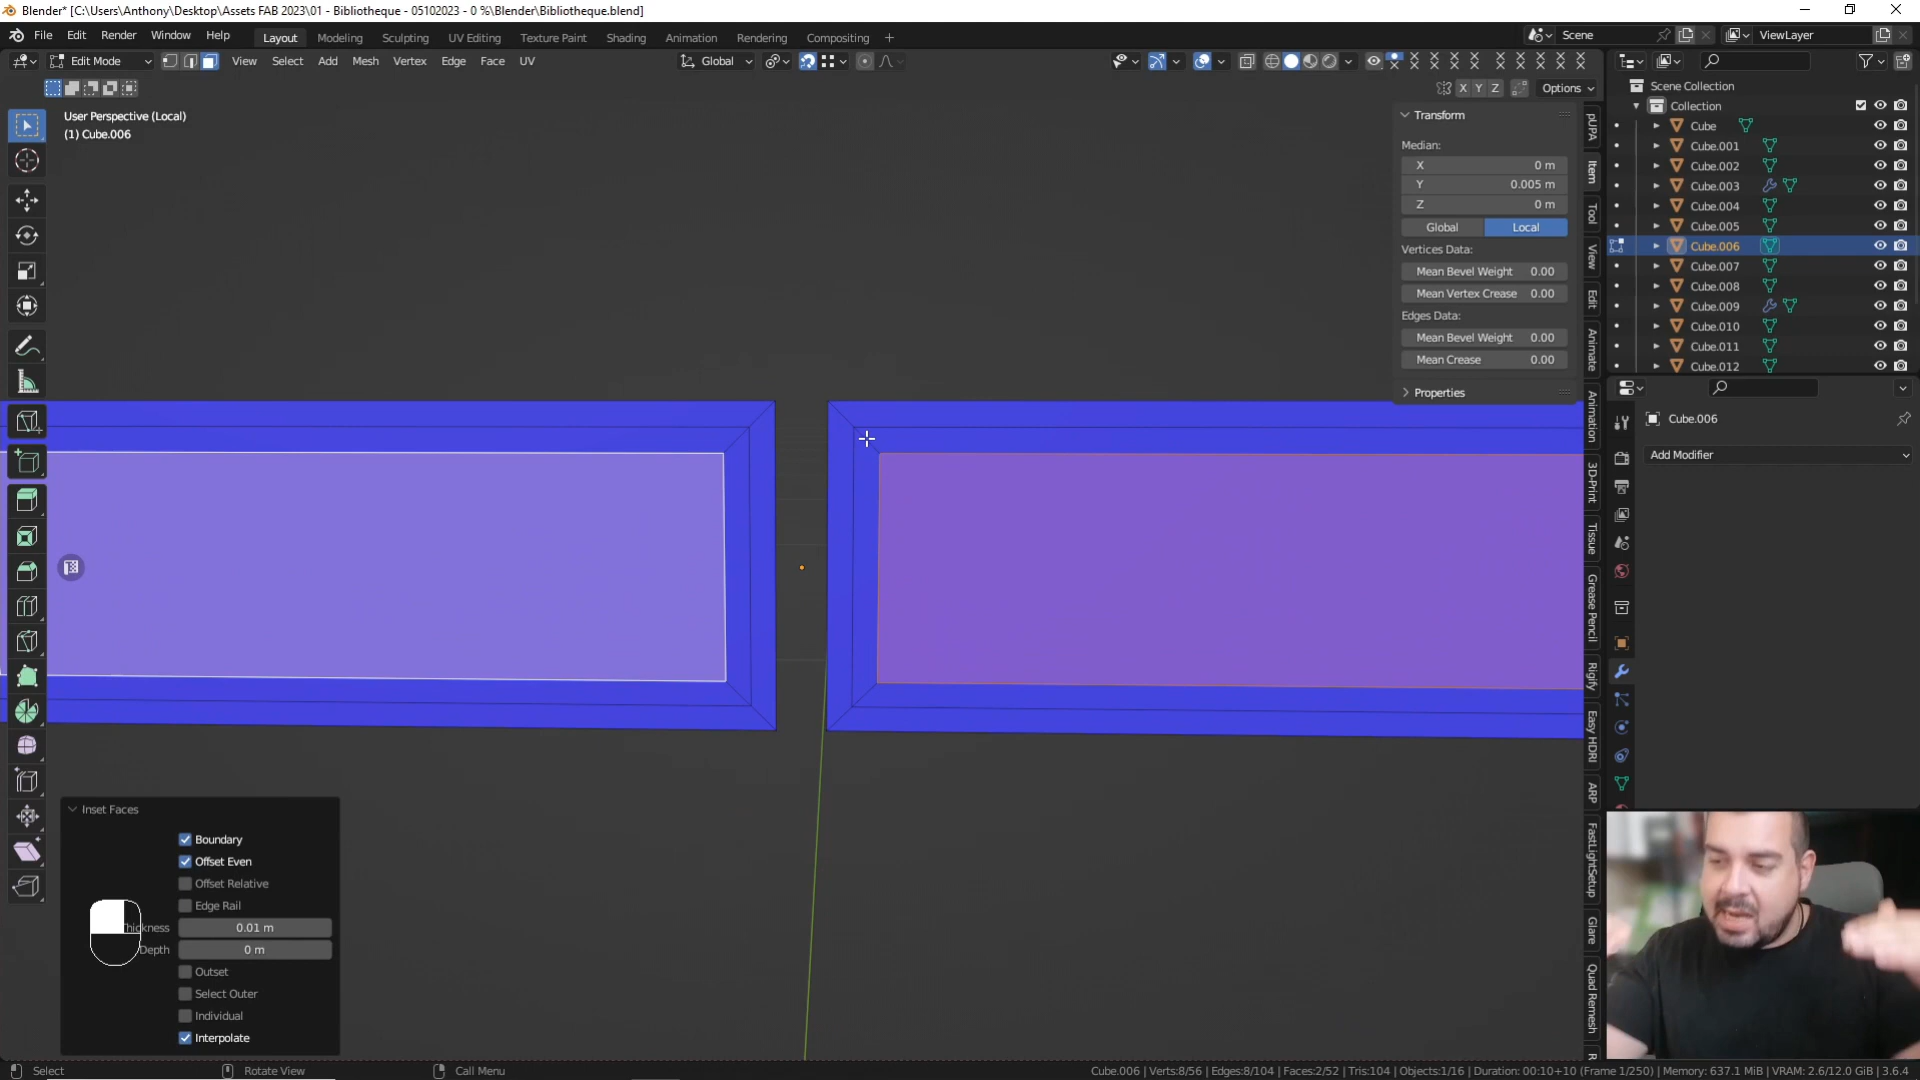 Blender* [C:\Users\Anthony\Desktop\Assets FAB 2023\01 - Bibliotheque - 05102023 - 0 %\Blender\Bibliotheque.blend]
File Edit Render Window Help Layout Modeling Sculpting UV Editing Texture Paint Shading Animation Rendering Compositing + Scene ViewLayer
Edit Mode View Select Add Mesh Vertex Edge Face UV Global
X Y Z Options
User Perspective (Local)
(1) Cube.006
Transform
Median:
X 0 m
Y 0.005 m
Z 0 m
Global Local
Vertices Data:
Mean Bevel Weight 0.00
Mean Vertex Crease 0.00
Edges Data:
Mean Bevel Weight 0.00
Mean Crease 0.00
Properties
pUPA
Item
Tool
View
Edit
Animate
Animation
3D-Print
Tissue
Grease Pencil
Rigify
Easy HDRI
ARP
FastLightSetup
Glare
Quad Remesh
R
Scene Collection
Collection
Cube
Cube.001
Cube.002
Cube.003
Cube.004
Cube.005
Cube.006
Cube.007
Cube.008
Cube.009
Cube.010
Cube.011
Cube.012
Cube.006
Add Modifier
Inset Faces
Boundary
Offset Even
Offset Relative
Edge Rail
hickness 0.01 m
Depth 0 m
Outset
Select Outer
Individual
Interpolate
Select Rotate View Call Menu Cube.006 | Verts:8/56 | Edges:8/104 | Faces:2/52 | Tris:104 | Objects:1/16 | Duration: 00:10+10 (Frame 1/250) | Memory: 637.1 MiB | VRAM: 2.6/12.0 GiB | 3.6.4